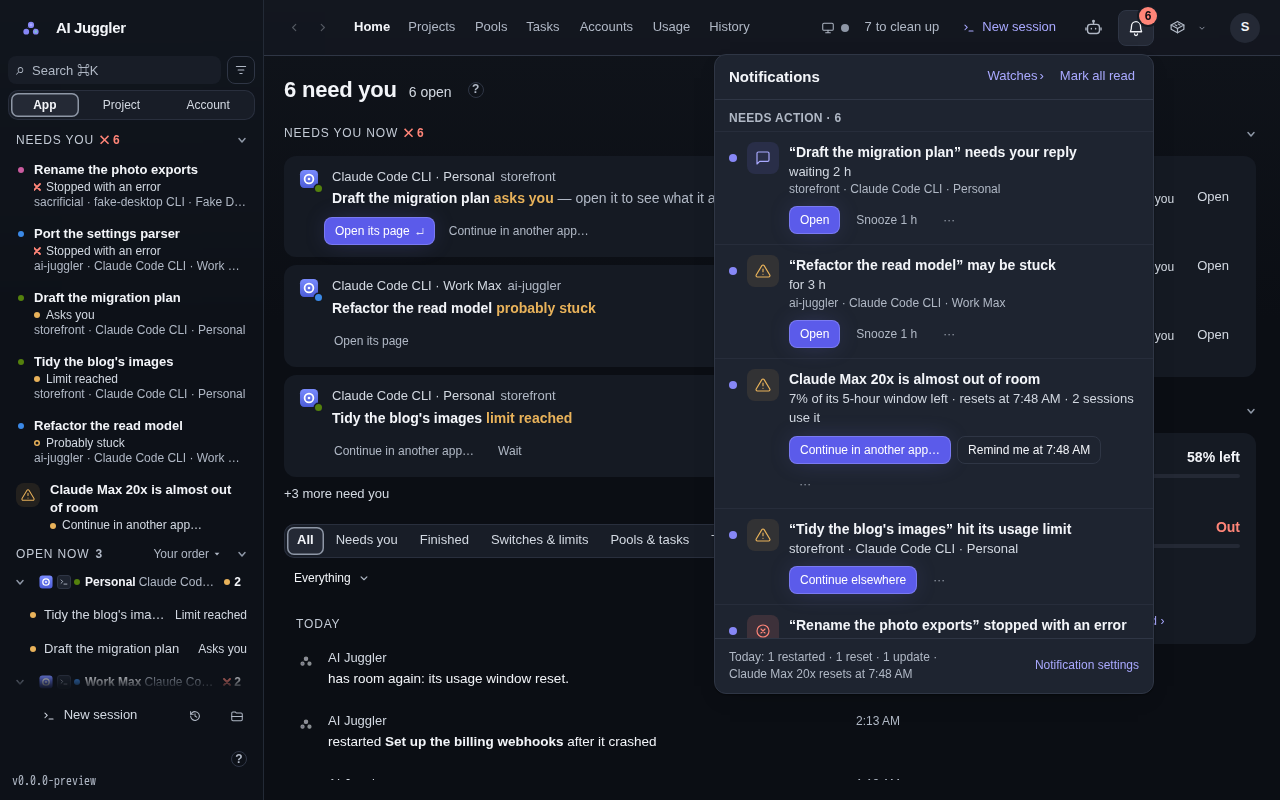 AI Juggler
Search ⌘K
App
Project
Account
NEEDS YOU 6
Rename the photo exports
Stopped with an error
sacrificial · fake-desktop CLI · Fake D…
Port the settings parser
Stopped with an error
ai-juggler · Claude Code CLI · Work …
Draft the migration plan
Asks you
storefront · Claude Code CLI · Personal
Tidy the blog's images
Limit reached
storefront · Claude Code CLI · Personal
Refactor the read model
Probably stuck
ai-juggler · Claude Code CLI · Work …
Claude Max 20x is almost out
of room
Continue in another app…
OPEN NOW 3
Your order
Personal Claude Cod… 2
Tidy the blog's ima… Limit reached
Draft the migration plan Asks you
Work Max Claude Co… 2
New session
?
v0.0.0-preview
Home
Projects
Pools
Tasks
Accounts
Usage
History
7 to clean up
New session
6
S
6 need you 6 open ?
NEEDS YOU NOW 6
Claude Code CLI · Personal storefront
Draft the migration plan asks you — open it to see what it a
Open its page
Continue in another app…
Claude Code CLI · Work Max ai-juggler
Refactor the read model probably stuck
Open its page
Claude Code CLI · Personal storefront
Tidy the blog's images limit reached
Continue in another app…
Wait
+3 more need you
All
Needs you
Finished
Switches & limits
Pools & tasks
Everything
TODAY
AI Juggler
has room again: its usage window reset.
AI Juggler
2:13 AM
restarted Set up the billing webhooks after it crashed
Notifications
Watches ›
Mark all read
NEEDS ACTION · 6
“Draft the migration plan” needs your reply
waiting 2 h
storefront · Claude Code CLI · Personal
Open
Snooze 1 h
…
“Refactor the read model” may be stuck
for 3 h
ai-juggler · Claude Code CLI · Work Max
Open
Snooze 1 h
…
Claude Max 20x is almost out of room
7% of its 5-hour window left · resets at 7:48 AM · 2 sessions
use it
Continue in another app…
Remind me at 7:48 AM
…
“Tidy the blog's images” hit its usage limit
storefront · Claude Code CLI · Personal
Continue elsewhere
…
“Rename the photo exports” stopped with an error
Today: 1 restarted · 1 reset · 1 update ·
Claude Max 20x resets at 7:48 AM
Notification settings
you
Open
you
Open
you
Open
58% left
Out